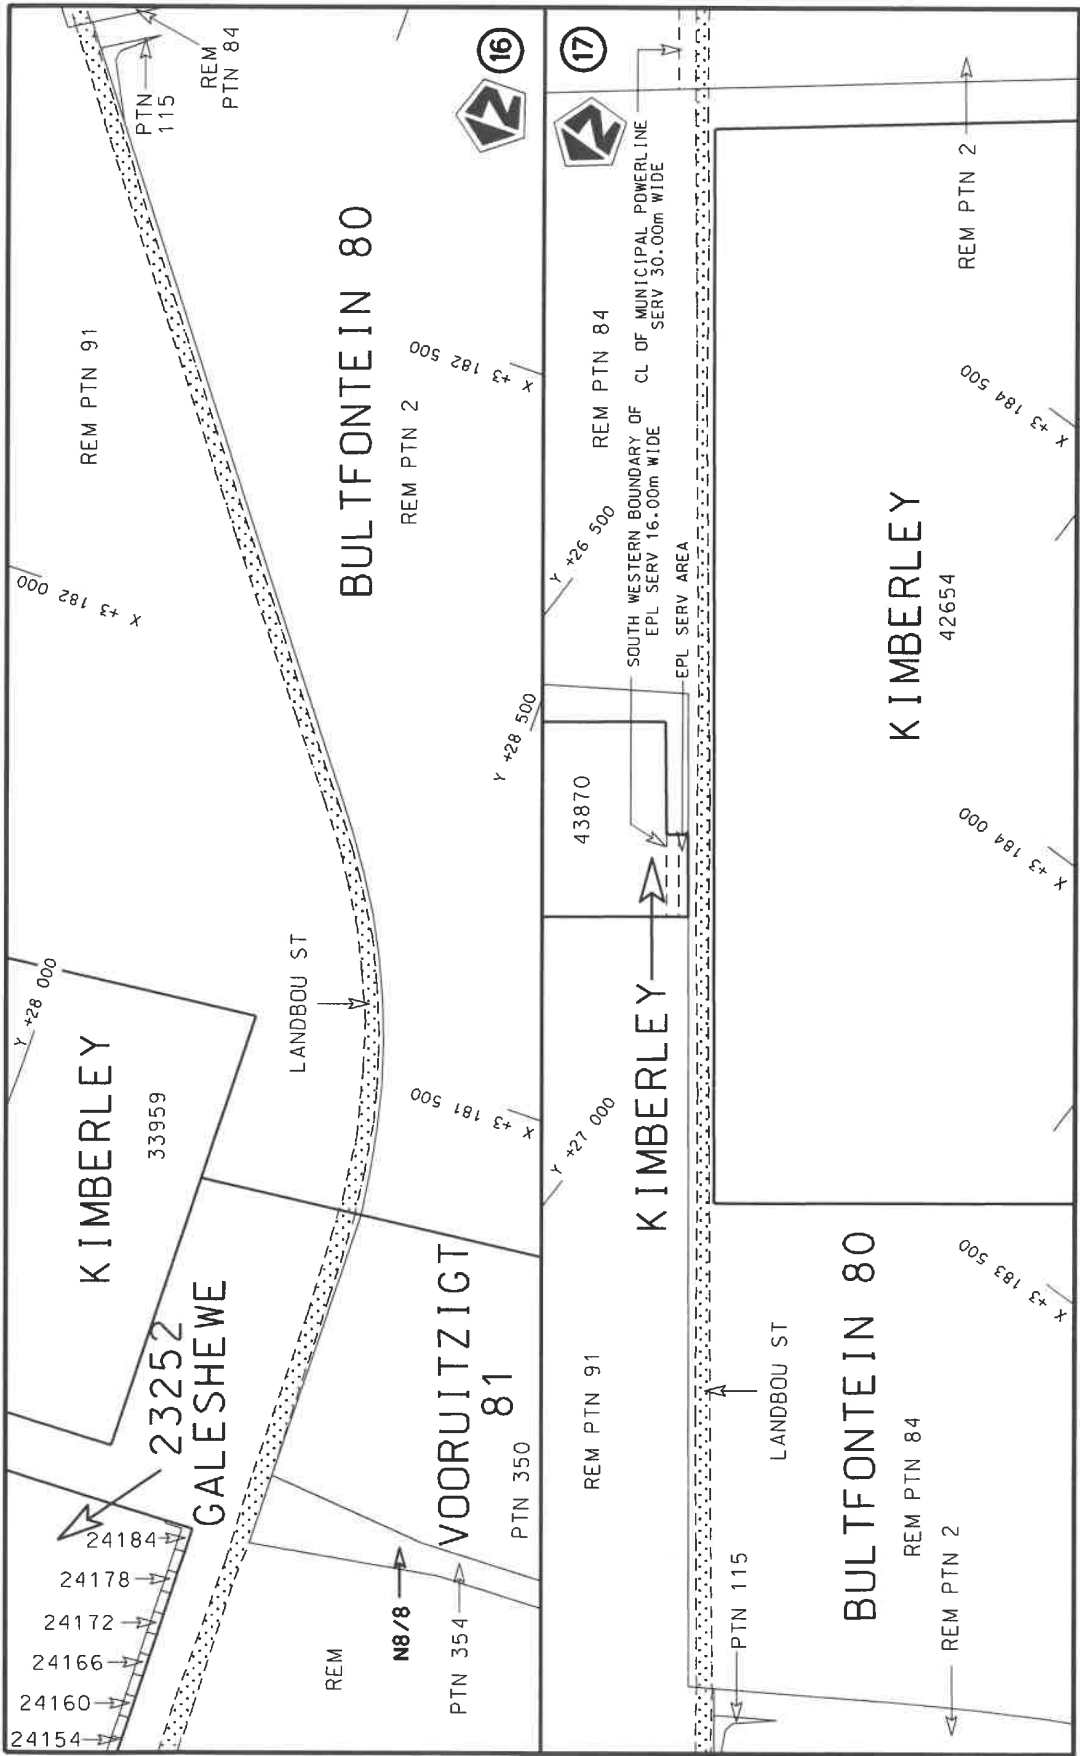 16
REM
PTN 84
PTN
115
REM PTN 91
BULTFONTEIN 80
REM PTN 2
X +3 182 500
X +3 182 000
Y +28 500
LANDBOU ST
Y +28 000
KIMBERLEY
33959
X +3 181 500
23252
GALESHEWE
VOORUITZIGT
81
PTN 350
24184
24178
24172
24166
24160
24154
REM
N8/8
PTN 354
17
CL OF MUNICIPAL POWERLINE
SERV 30.00m WIDE
REM PTN 2
REM PTN 84
SOUTH WESTERN BOUNDARY OF
EPL SERV 16.00m WIDE
EPL SERV AREA
Y +26 500
X +3 184 500
KIMBERLEY
42654
43870
X +3 184 000
KIMBERLEY
Y +27 000
X +3 183 500
REM PTN 91
LANDBOU ST
BULTFONTEIN 80
REM PTN 84
REM PTN 2
PTN 115